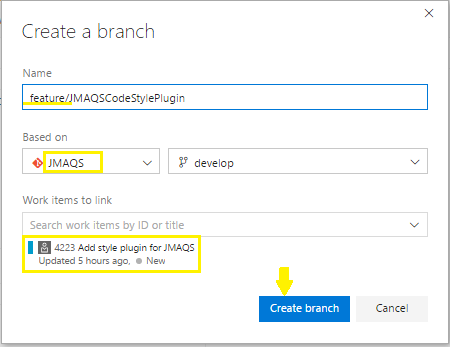 Create a branch
Name
feature/JMAQSCodeStylePlugin
Based on
JMAQS develop
Work items to link
Search work items by ID or title
4223 Add style plugin for JMAQS
Updated 5 hours ago, New
Create branch Cancel